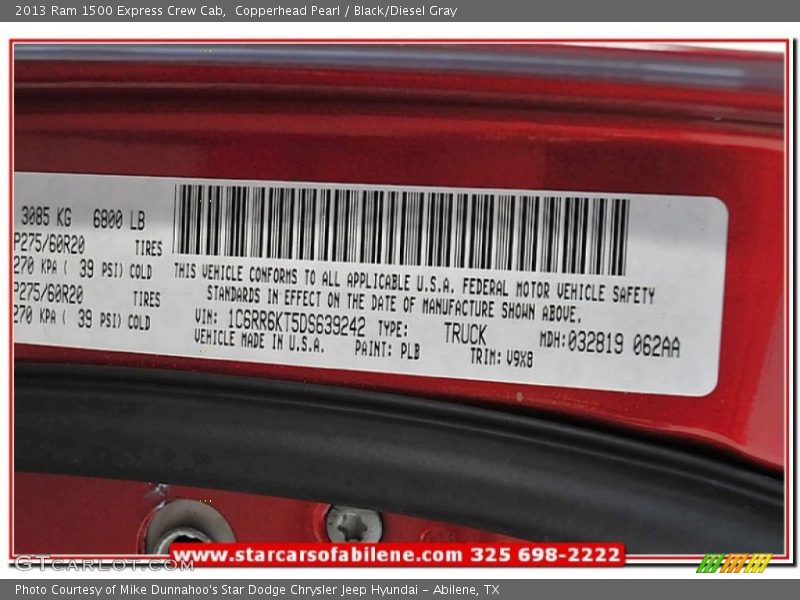 2013 Ram 1500 Express Crew Cab,  Copperhead Pearl / Black/Diesel Gray
3085 KG 6800 LB
P275/60R20 TIRES
270 KPA ( 39 PSI) COLD
P275/60R20 TIRES
270 KPA ( 39 PSI) COLD
THIS VEHICLE CONFORMS TO ALL APPLICABLE U.S.A. FEDERAL MOTOR VEHICLE SAFETY
STANDARDS IN EFFECT ON THE DATE OF MANUFACTURE SHOWN ABOVE.
VIN: 1C6RR6KT5DS639242 TYPE: TRUCK MDH:032819 062AA
VEHICLE MADE IN U.S.A. PAINT: PLB TRIM: V9X8
www.starcarsofabilene.com 325 698-2222
GTCarLot.com
Photo Courtesy of Mike Dunnahoo's Star Dodge Chrysler Jeep Hyundai - Abilene, TX